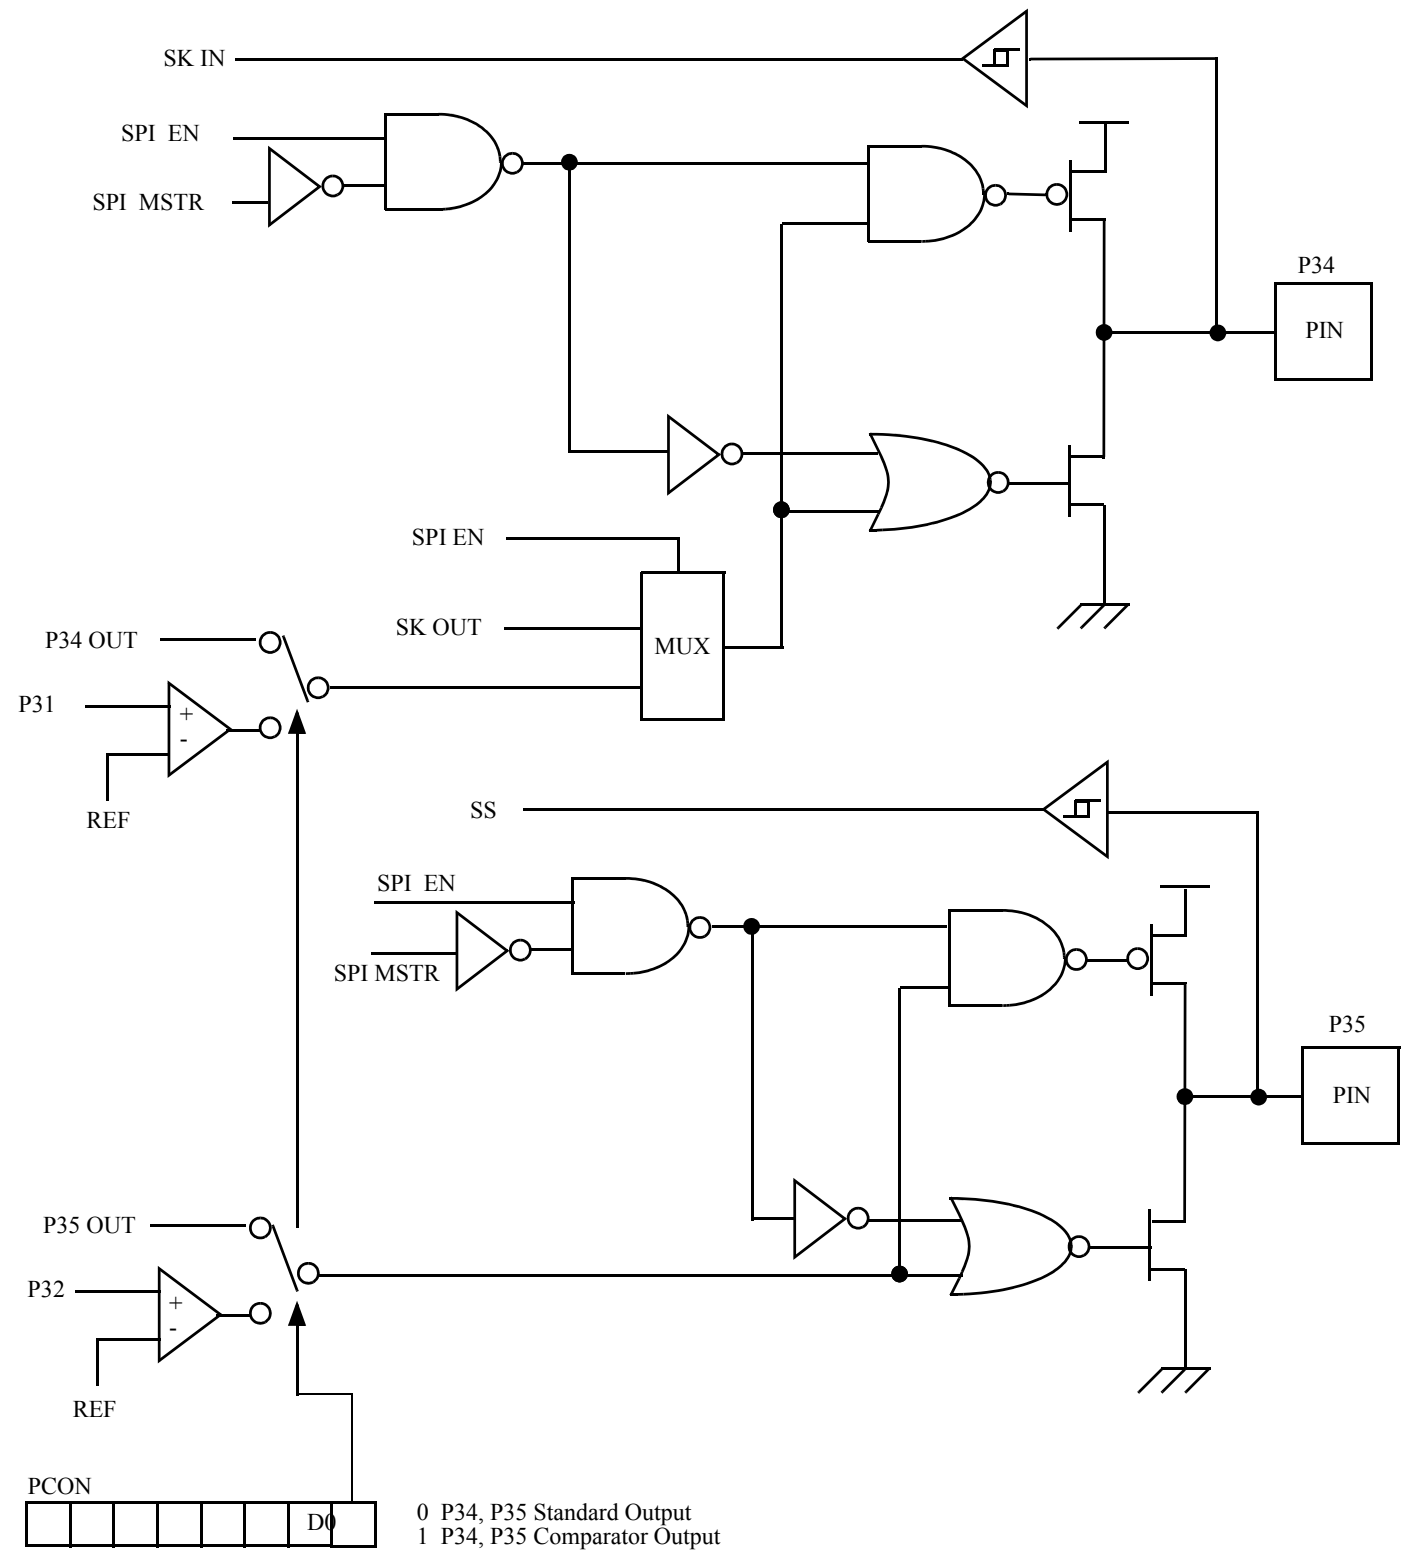 SK IN
SPI EN
SPI MSTR
P34
PIN
SPI EN
SK OUT
MUX
P34 OUT
P31
+
-
REF
SS
SPI EN
SPI MSTR
P35
PIN
P35 OUT
P32
+
-
REF
PCON
D0
0 P34, P35 Standard Output
1 P34, P35 Comparator Output